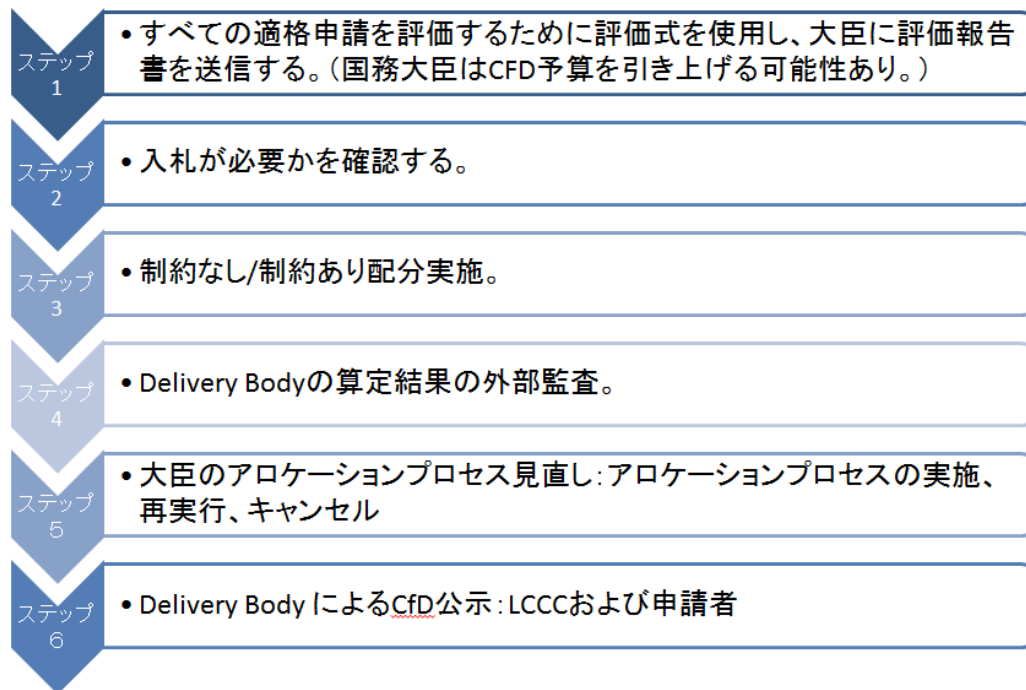 ステップ
1
• すべての適格申請を評価するために評価式を使用し、大臣に評価報告
書を送信する。（国務大臣はCFD予算を引き上げる可能性あり。）
ステップ
2
• 入札が必要かを確認する。
ステップ
3
• 制約なし/制約あり配分実施。
ステップ
4
• Delivery Bodyの算定結果の外部監査。
ステップ
５
• 大臣のアロケーションプロセス見直し：アロケーションプロセスの実施、
再実行、キャンセル
ステップ
６
• Delivery Body によるCfD公示：LCCCおよび申請者